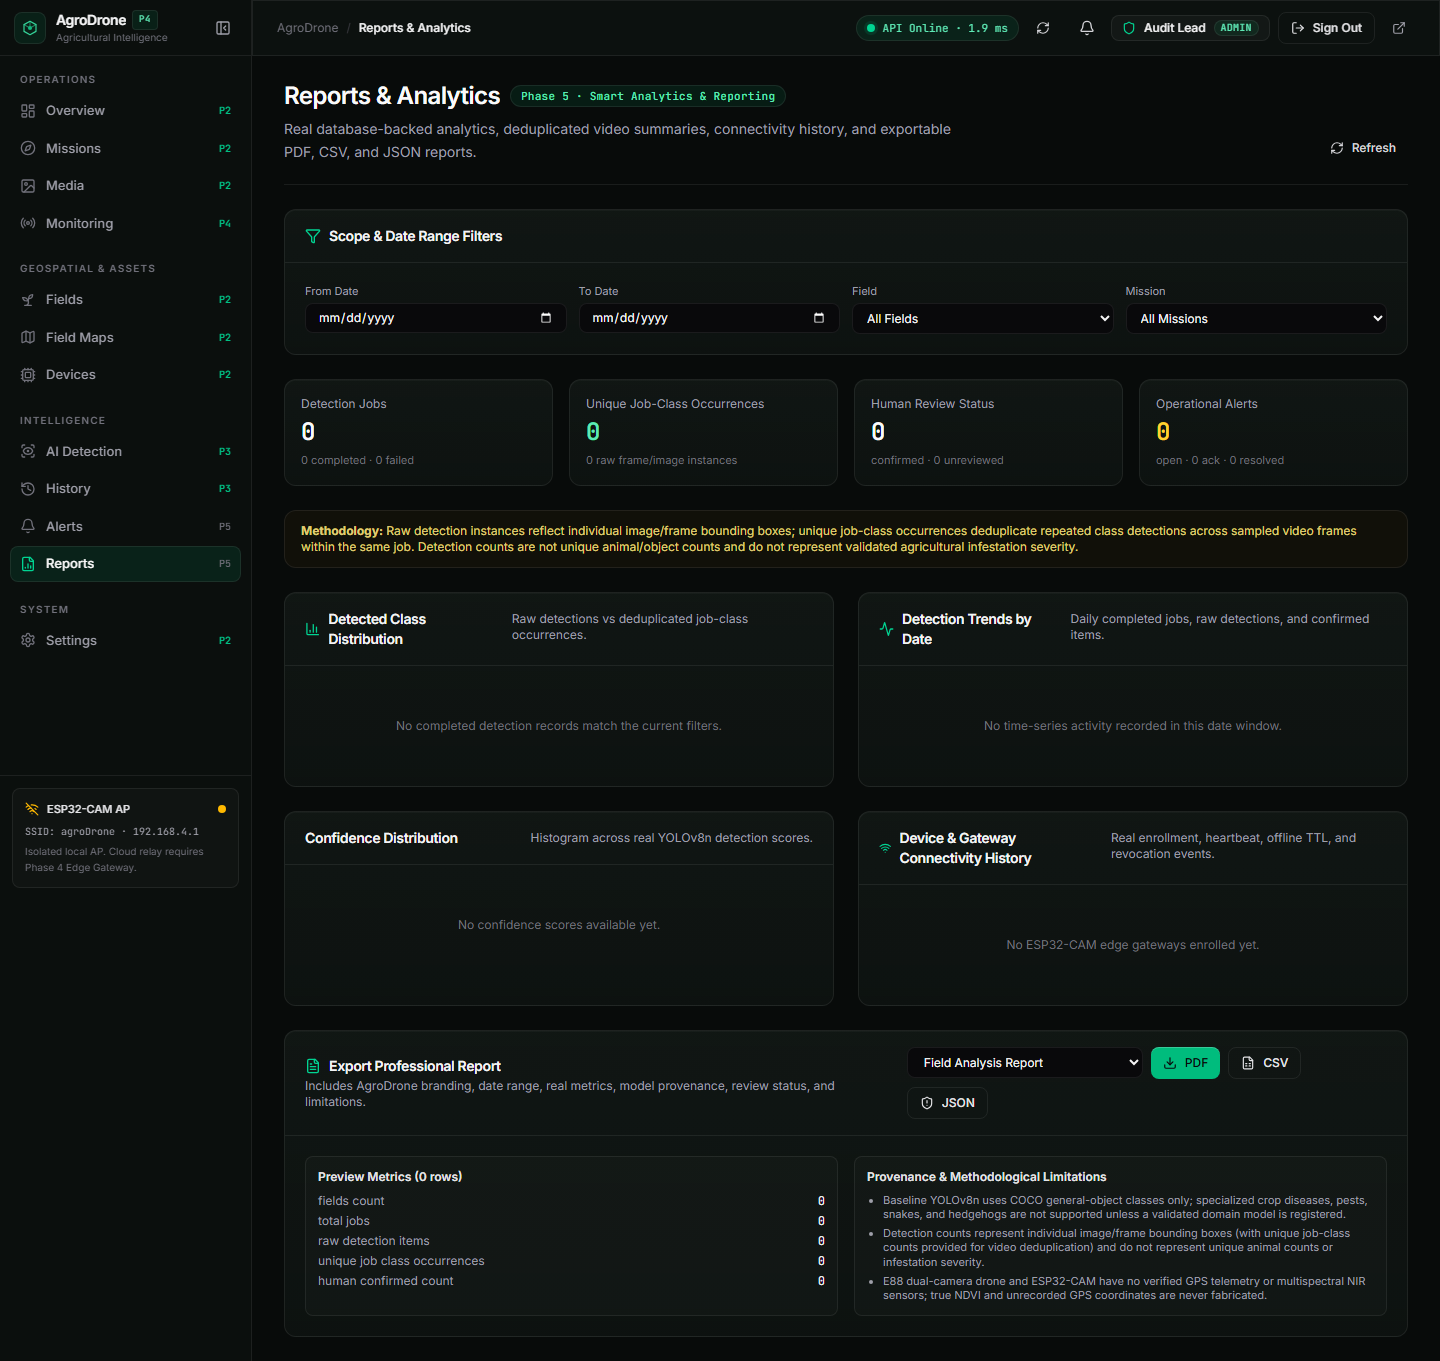 AgroDrone P4
Agricultural Intelligence
OPERATIONS
Overview P2
Missions P2
Media P2
Monitoring P4
GEOSPATIAL & ASSETS
Fields P2
Field Maps P2
Devices P2
INTELLIGENCE
AI Detection P3
History P3
Alerts P5
Reports P5
SYSTEM
Settings P2
ESP32-CAM AP
SSID: agroDrone · 192.168.4.1
Isolated local AP. Cloud relay requires
Phase 4 Edge Gateway.
AgroDrone / Reports & Analytics
API Online · 1.9 ms
Audit Lead ADMIN
Sign Out
Reports & Analytics
Phase 5 · Smart Analytics & Reporting
Real database-backed analytics, deduplicated video summaries, connectivity history, and exportable
PDF, CSV, and JSON reports.
Refresh
Scope & Date Range Filters
From Date
mm/dd/yyyy
To Date
mm/dd/yyyy
Field
All Fields
Mission
All Missions
Detection Jobs
0
0 completed · 0 failed
Unique Job-Class Occurrences
0
0 raw frame/image instances
Human Review Status
0
confirmed · 0 unreviewed
Operational Alerts
0
open · 0 ack · 0 resolved
Methodology: Raw detection instances reflect individual image/frame bounding boxes; unique job-class occurrences deduplicate repeated class detections across sampled video frames
within the same job. Detection counts are not unique animal/object counts and do not represent validated agricultural infestation severity.
Detected Class
Distribution
Raw detections vs deduplicated job-class
occurrences.
No completed detection records match the current filters.
Detection Trends by
Date
Daily completed jobs, raw detections, and confirmed
items.
No time-series activity recorded in this date window.
Confidence Distribution
Histogram across real YOLOv8n detection scores.
No confidence scores available yet.
Device & Gateway
Connectivity History
Real enrollment, heartbeat, offline TTL, and
revocation events.
No ESP32-CAM edge gateways enrolled yet.
Export Professional Report
Includes AgroDrone branding, date range, real metrics, model provenance, review status, and
limitations.
Field Analysis Report
PDF
CSV
JSON
Preview Metrics (0 rows)
fields count 0
total jobs 0
raw detection items 0
unique job class occurrences 0
human confirmed count 0
Provenance & Methodological Limitations
• Baseline YOLOv8n uses COCO general-object classes only; specialized crop diseases, pests,
snakes, and hedgehogs are not supported unless a validated domain model is registered.
• Detection counts represent individual image/frame bounding boxes (with unique job-class
counts provided for video deduplication) and do not represent unique animal counts or
infestation severity.
• E88 dual-camera drone and ESP32-CAM have no verified GPS telemetry or multispectral NIR
sensors; true NDVI and unrecorded GPS coordinates are never fabricated.